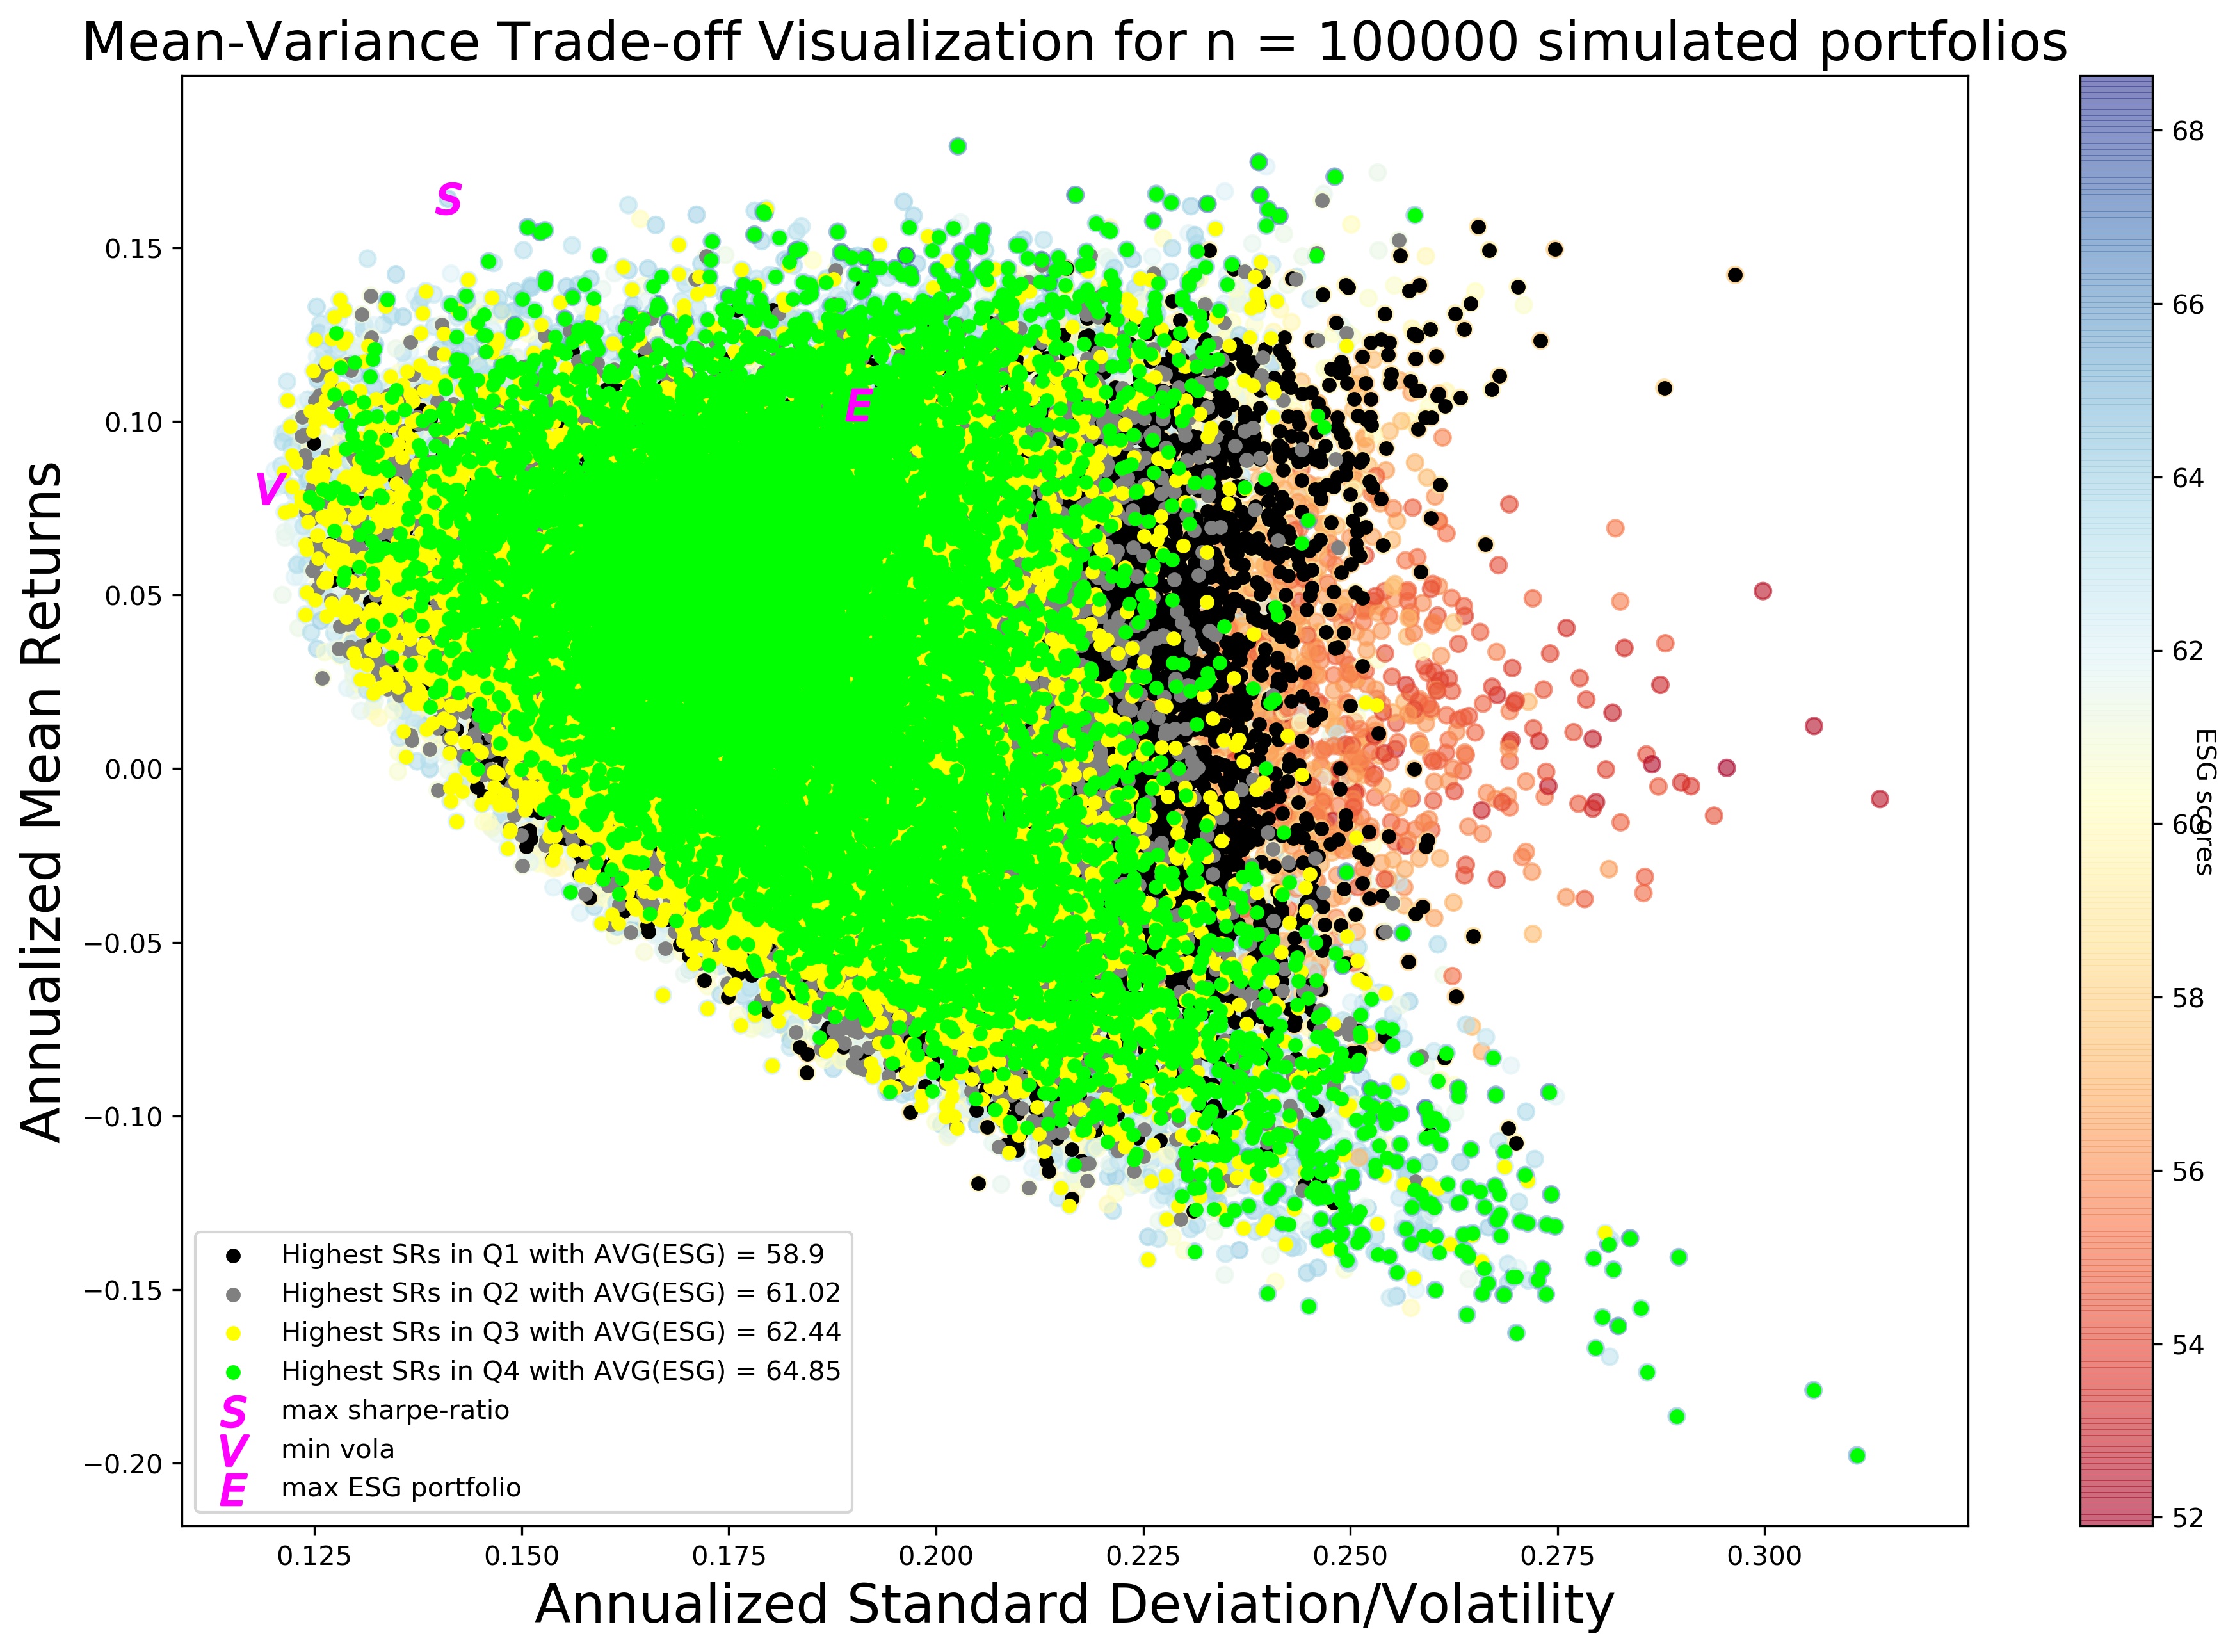 Mean-Variance Trade-off Visualization for n = 100000 simulated portfolios
Annualized Mean Returns
0.15
0.10
0.05
0.00
−0.05
−0.10
−0.15
−0.20
S
E
V
Highest SRs in Q1 with AVG(ESG) = 58.9
Highest SRs in Q2 with AVG(ESG) = 61.02
Highest SRs in Q3 with AVG(ESG) = 62.44
Highest SRs in Q4 with AVG(ESG) = 64.85
S max sharpe-ratio
V min vola
E max ESG portfolio
0.125 0.150 0.175 0.200 0.225 0.250 0.275 0.300
Annualized Standard Deviation/Volatility
68
66
64
62
60
58
56
54
52
ESG scores